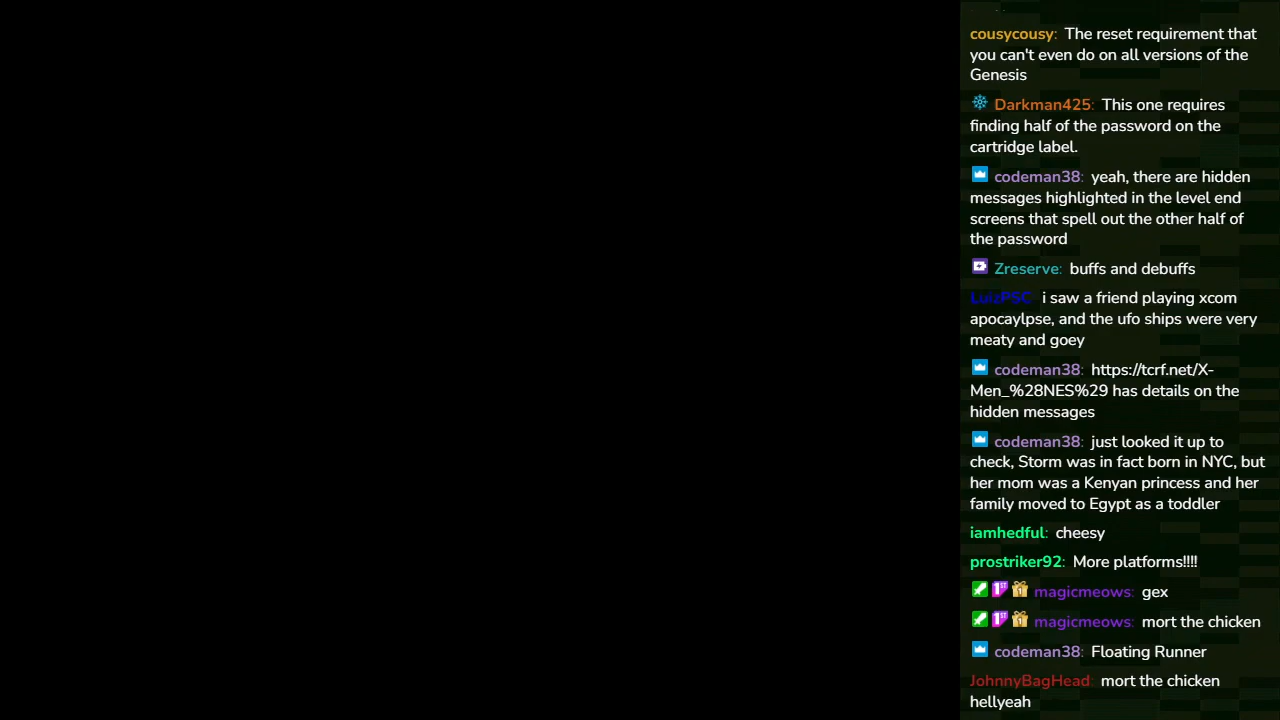 cousycousy: The reset requirement that
you can't even do on all versions of the
Genesis
Darkman425: This one requires
finding half of the password on the
cartridge label.
codeman38: yeah, there are hidden
messages highlighted in the level end
screens that spell out the other half of
the password
Zreserve: buffs and debuffs
LuizPSC: i saw a friend playing xcom
apocaylpse, and the ufo ships were very
meaty and goey
codeman38: https://tcrf.net/X-
Men_%28NES%29 has details on the
hidden messages
codeman38: just looked it up to
check, Storm was in fact born in NYC, but
her mom was a Kenyan princess and her
family moved to Egypt as a toddler
iamhedful: cheesy
prostriker92: More platforms!!!!
magicmeows: gex
magicmeows: mort the chicken
codeman38: Floating Runner
JohnnyBagHead: mort the chicken
hellyeah